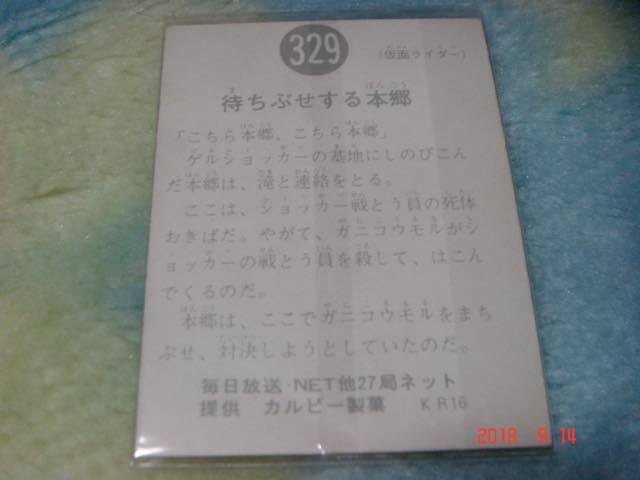 329
(仮面ライダー)
待ちぶせする本郷
「こちら本郷、こちら本郷」
ゲルショッカーの基地にしのびこん
だ本郷は、滝と連絡をとる。
ここは、ショッカー戦とう員の死体
おきばだ。やがて、ガニコウモルがシ
ョッカーの戦とう員を殺して、はこん
でくるのだ。
本郷は、ここでガニコウモルをまち
ぶせ、対決しようとしていたのだ。
毎日放送・NET他27局ネット
提供 カルビー製菓 KR16
2018 9 14